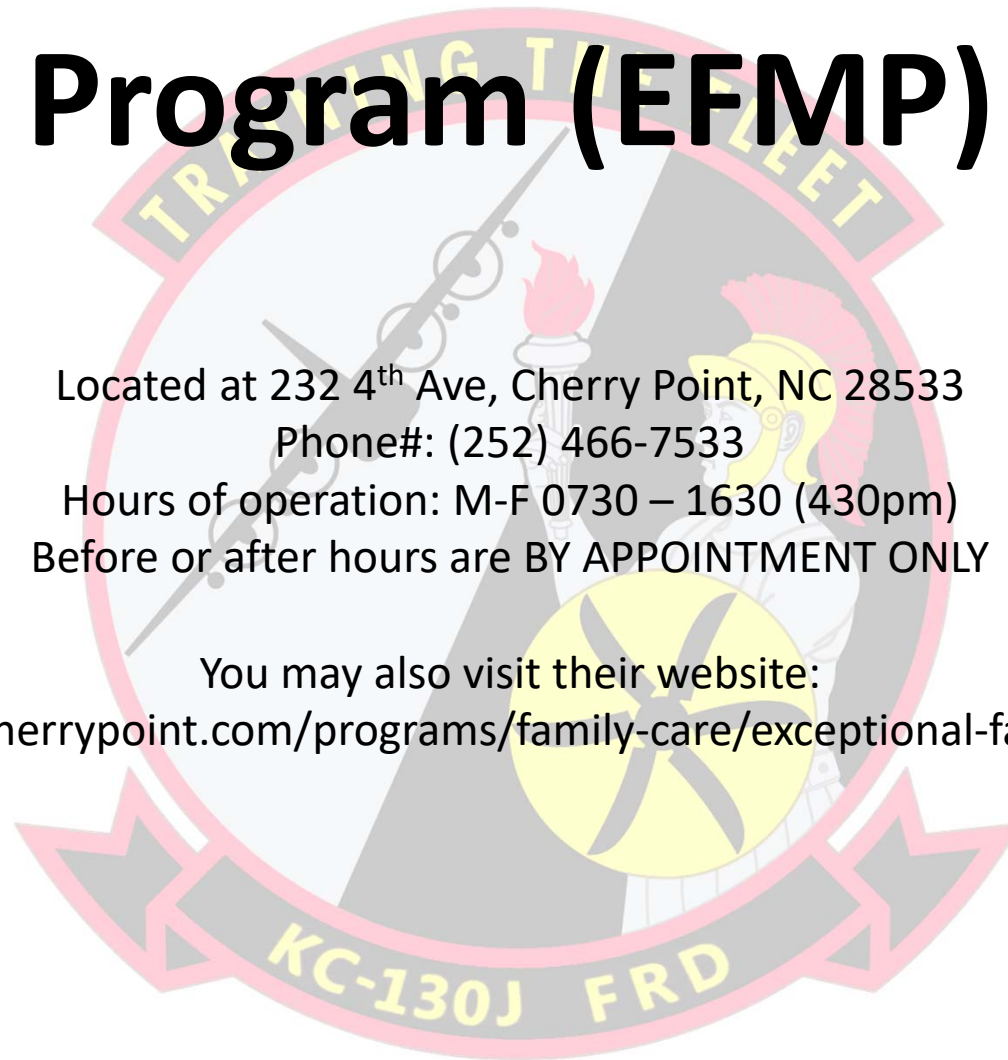 Program (EFMP)
TRAINING THE FLEET
Located at 232 4th Ave, Cherry Point, NC 28533
Phone#: (252) 466-7533
Hours of operation: M-F 0730 – 1630 (430pm)
Before or after hours are BY APPOINTMENT ONLY
You may also visit their website:
herrypoint.com/programs/family-care/exceptional-fa
KC-130J FRD